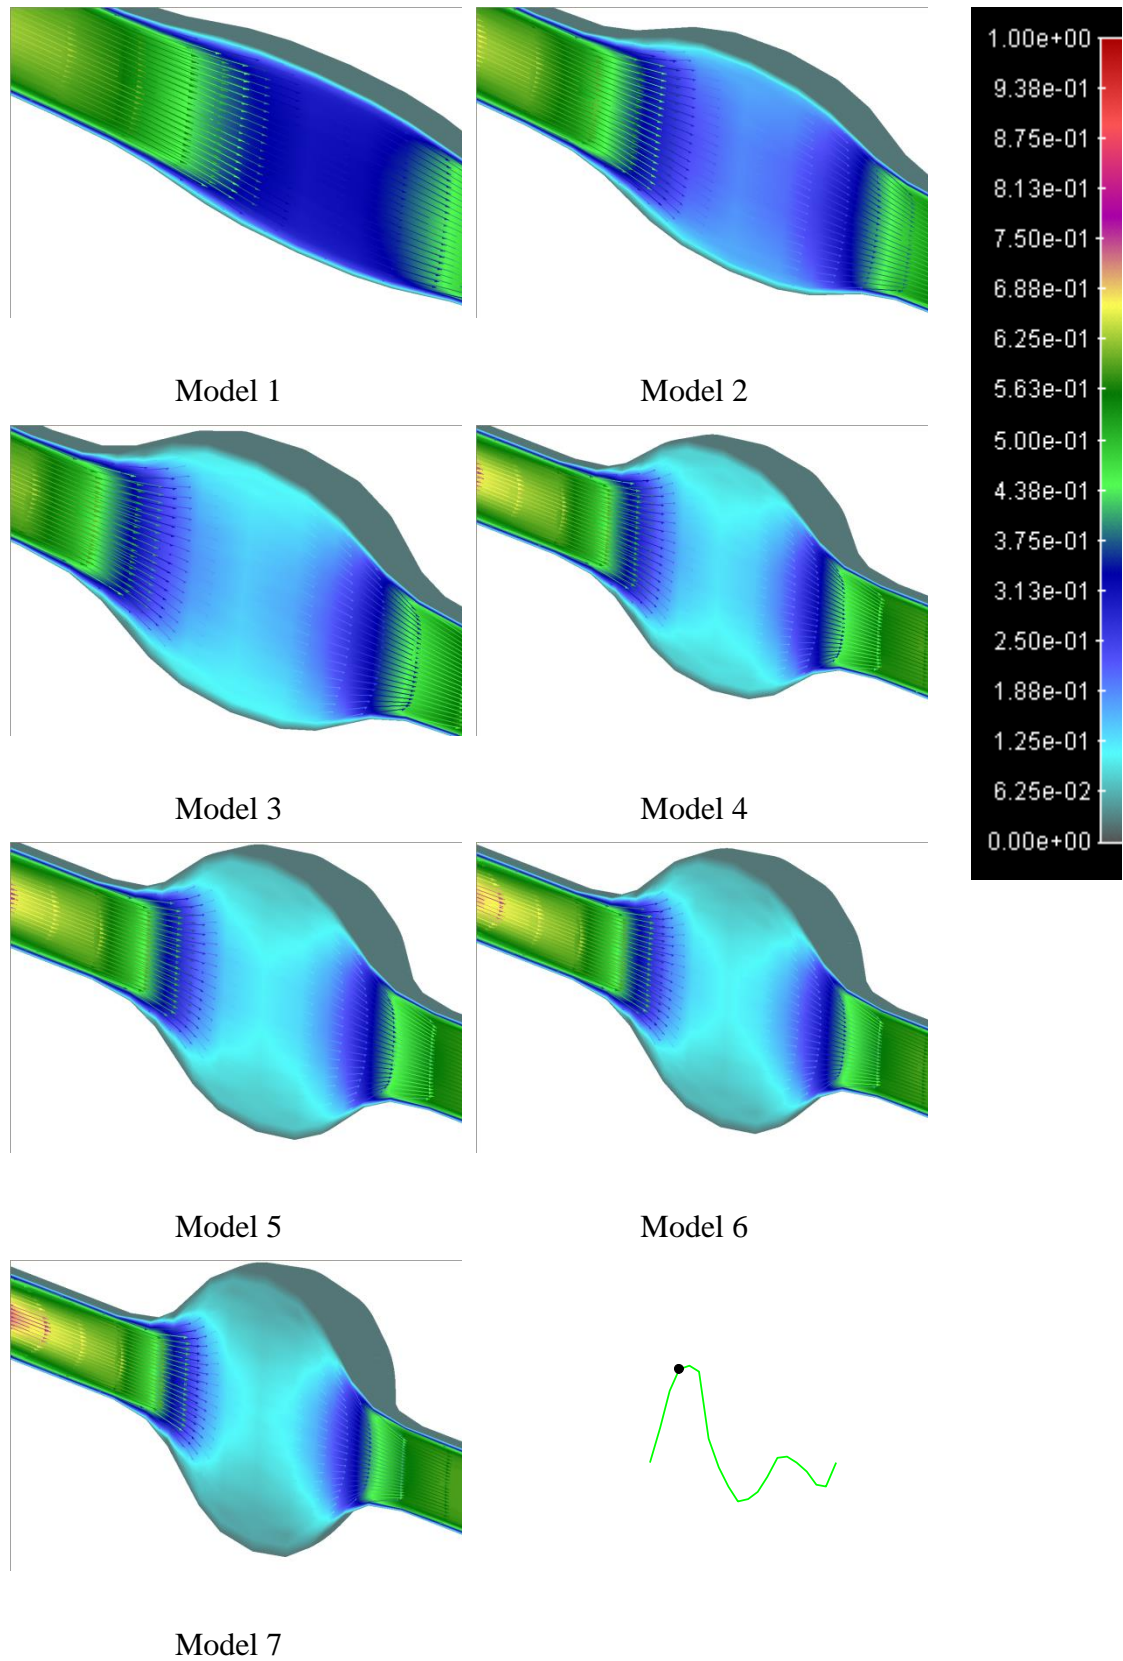 Model 1
Model 2
Model 3
Model 4
Model 5
Model 6
Model 7
1.00e+00
9.38e-01
8.75e-01
8.13e-01
7.50e-01
6.88e-01
6.25e-01
5.63e-01
5.00e-01
4.38e-01
3.75e-01
3.13e-01
2.50e-01
1.88e-01
1.25e-01
6.25e-02
0.00e+00